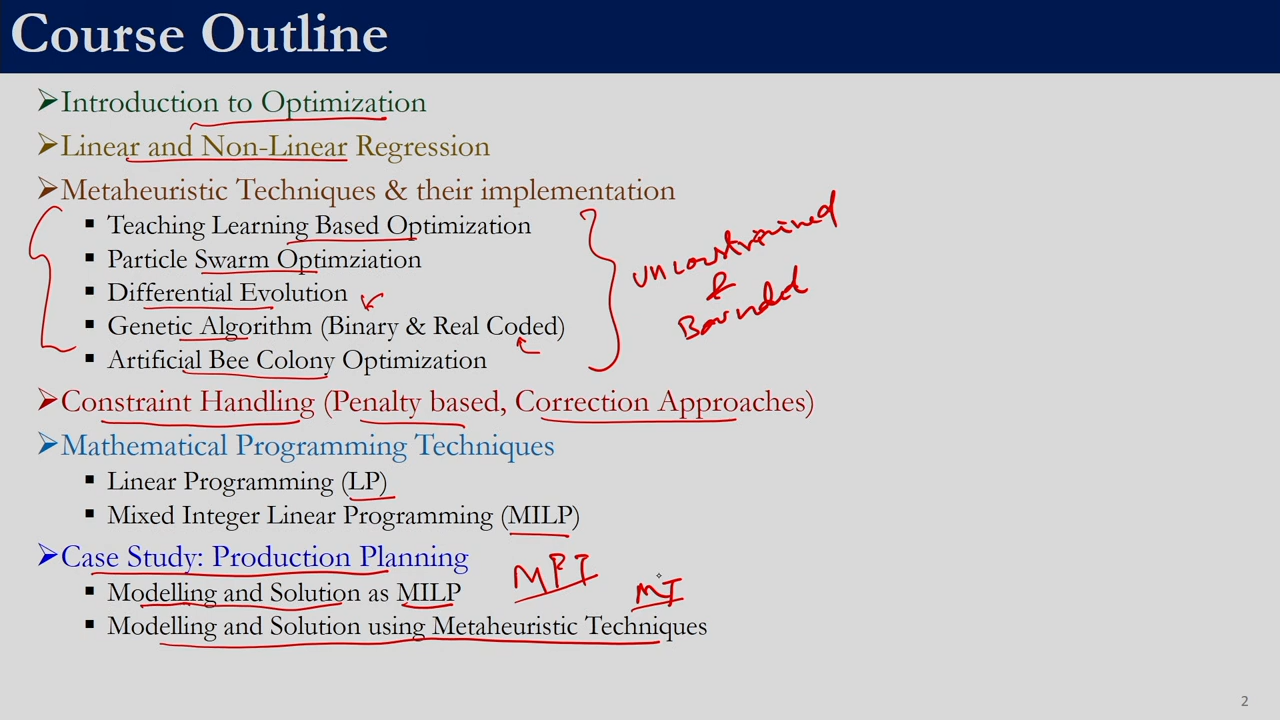 Course Outline
➢Introduction to Optimization
➢Linear and Non-Linear Regression
➢Metaheuristic Techniques & their implementation
▪ Teaching Learning Based Optimization
▪ Particle Swarm Optimziation
▪ Differential Evolution
▪ Genetic Algorithm (Binary & Real Coded)
▪ Artificial Bee Colony Optimization
unconstrained
&
Bounded
➢Constraint Handling (Penalty based, Correction Approaches)
➢Mathematical Programming Techniques
▪ Linear Programming (LP)
▪ Mixed Integer Linear Programming (MILP)
➢Case Study: Production Planning
▪ Modelling and Solution as MILP MPT
MT
▪ Modelling and Solution using Metaheuristic Techniques
2